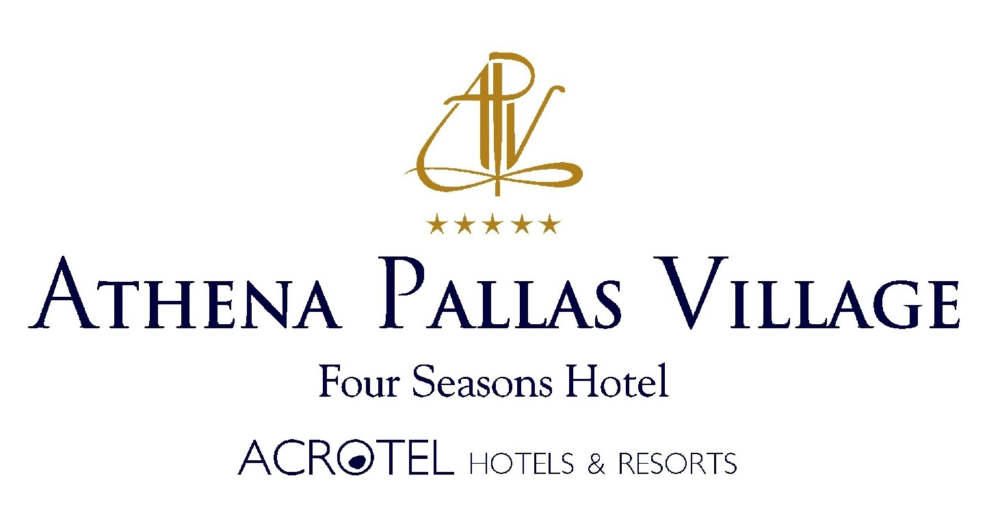 APV
ATHENA PALLAS VILLAGE
Four Seasons Hotel
ACROTEL HOTELS & RESORTS